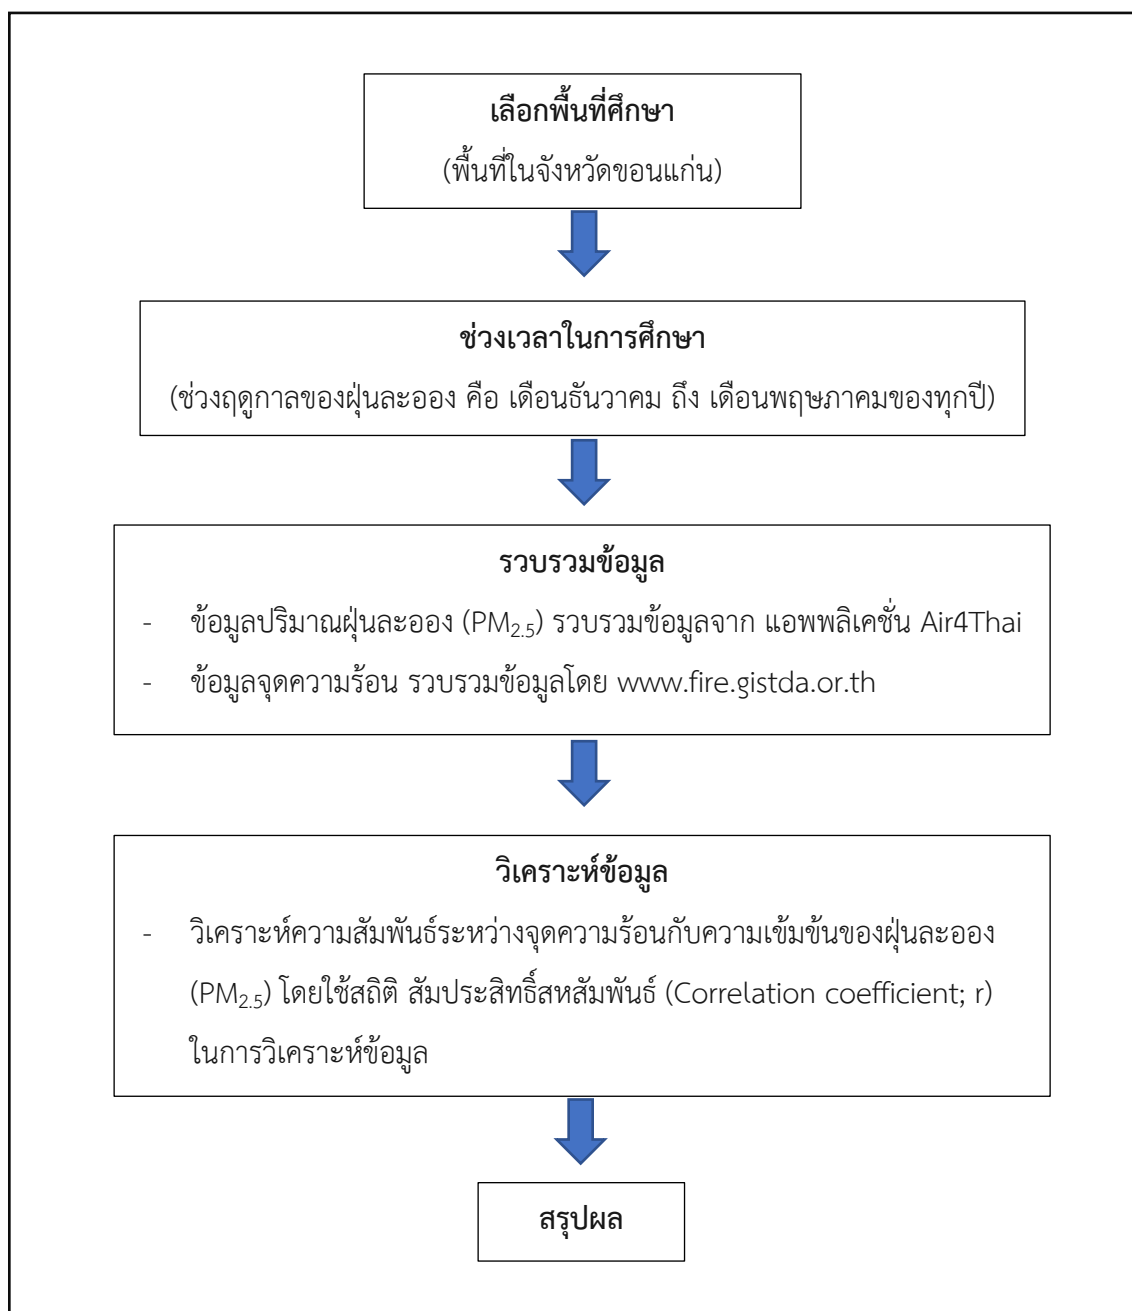 เลือกพื้นที่ศึกษา
(พื้นที่ในจังหวัดขอนแก่น)
ช่วงเวลาในการศึกษา
(ช่วงฤดูกาลของฝุ่นละออง คือ เดือนธันวาคม ถึง เดือนพฤษภาคมของทุกปี)
รวบรวมข้อมูล
- ข้อมูลปริมาณฝุ่นละออง (PM2.5) รวบรวมข้อมูลจาก แอพพลิเคชั่น Air4Thai
- ข้อมูลจุดความร้อน รวบรวมข้อมูลโดย www.fire.gistda.or.th
วิเคราะห์ข้อมูล
- วิเคราะห์ความสัมพันธ์ระหว่างจุดความร้อนกับความเข้มข้นของฝุ่นละออง
(PM2.5) โดยใช้สถิติ สัมประสิทธิ์สหสัมพันธ์ (Correlation coefficient; r)
ในการวิเคราะห์ข้อมูล
สรุปผล